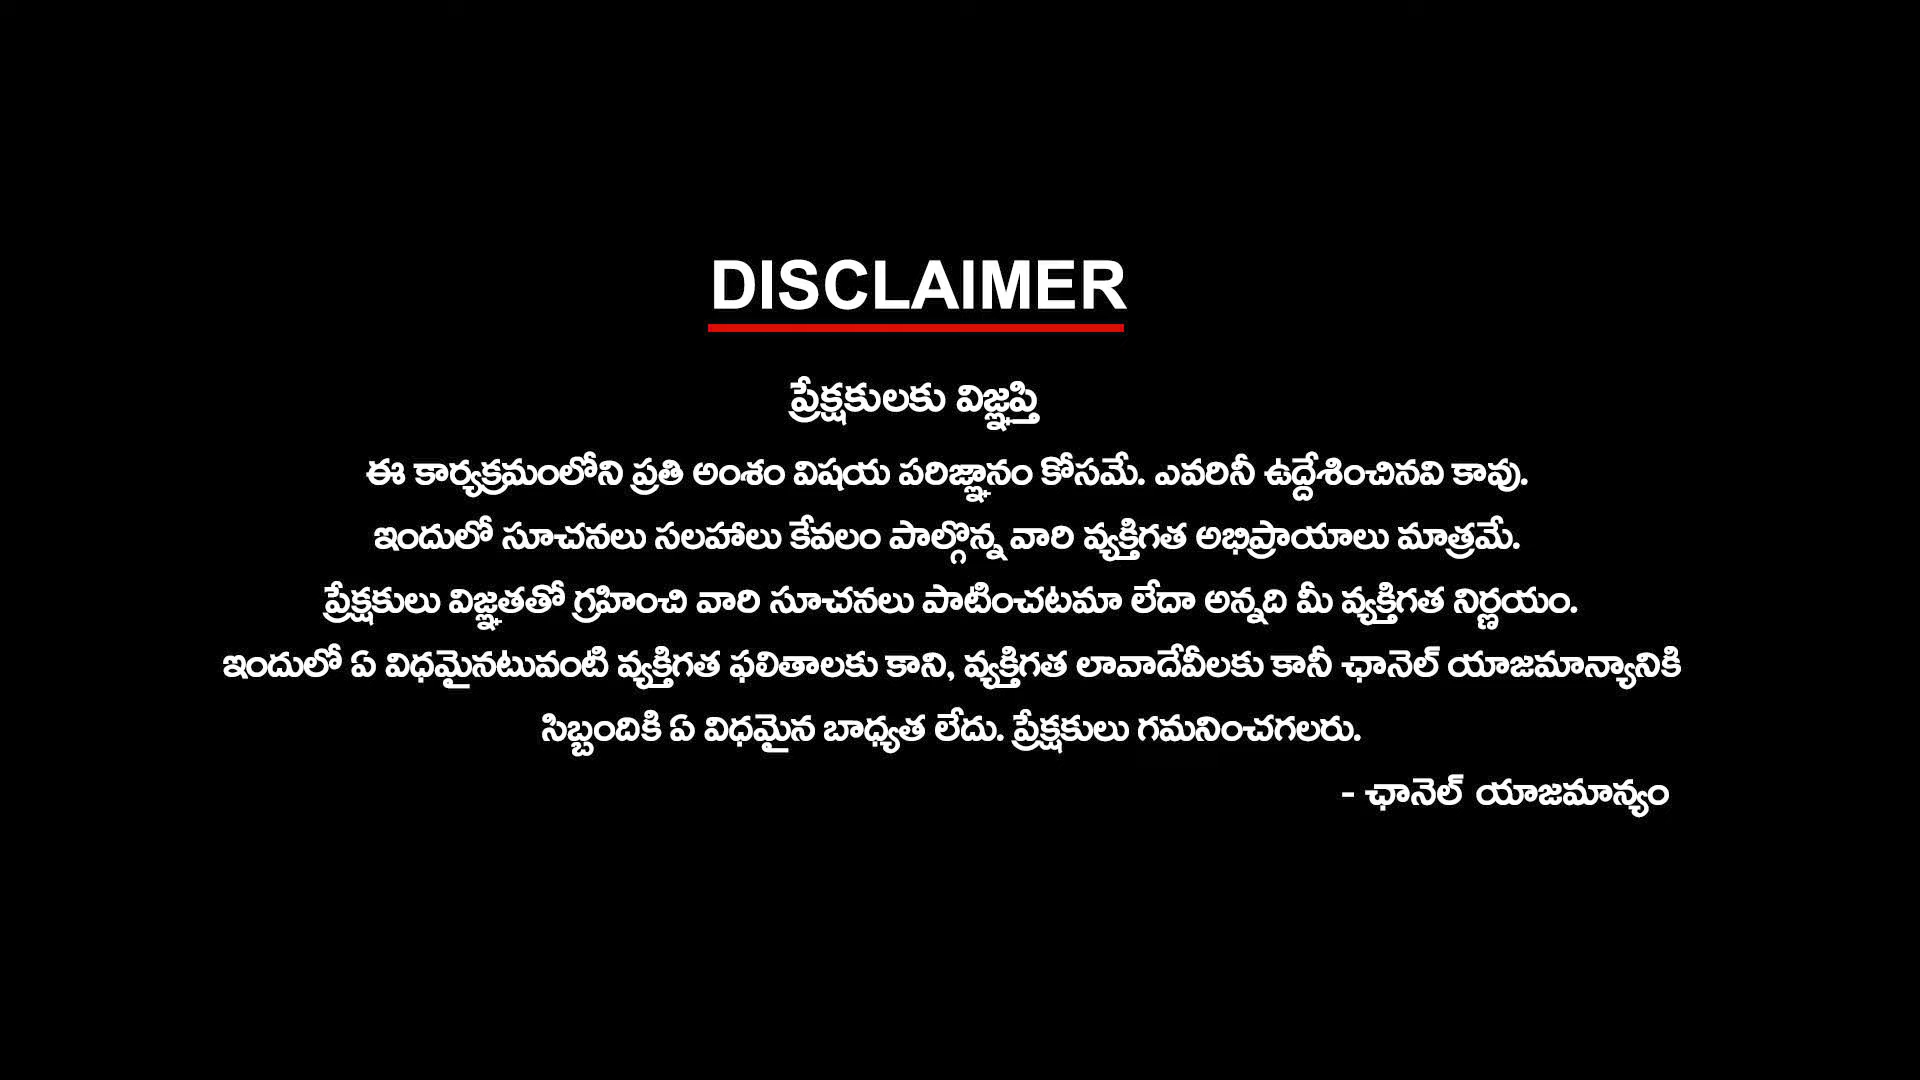 DISCLAIMER
ప్రేక్షకులకు విజ్ఞప్తి
ఈ కార్యక్రమంలోని ప్రతి అంశం విషయ పరిజ్ఞానం కోసమే. ఎవరినీ ఉద్దేశించినవి కావు.
ఇందులో సూచనలు సలహాలు కేవలం పాల్గొన్న వారి వ్యక్తిగత అభిప్రాయాలు మాత్రమే.
ప్రేక్షకులు విజ్ఞతతో గ్రహించి వారి సూచనలు పాటించటమా లేదా అన్నది మీ వ్యక్తిగత నిర్ణయం.
ఇందులో ఏ విధమైనటువంటి వ్యక్తిగత ఫలితాలకు కాని, వ్యక్తిగత లావాదేవీలకు కానీ ఛానెల్ యాజమాన్యానికి
సిబ్బందికి ఏ విధమైన బాధ్యత లేదు. ప్రేక్షకులు గమనించగలరు.
- ఛానెల్ యాజమాన్యం